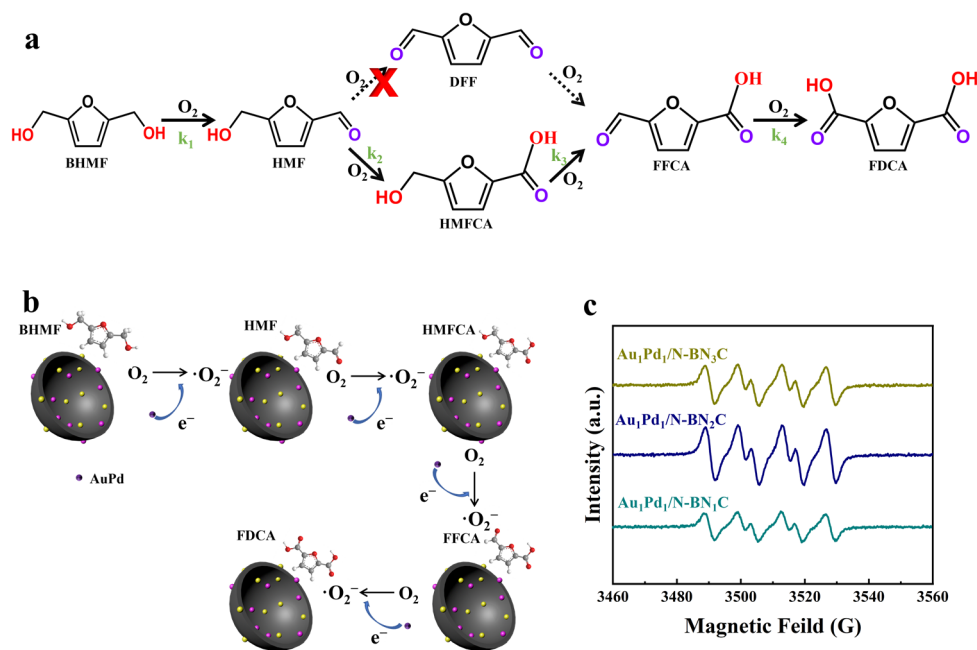 a
O
HO
OH
BHMF
O₂
k₁
O
HO
O
HMF
O₂
X
O
O
O
DFF
O₂
k₂
O₂
O
OH
HO
O
HMFCA
k₃
O₂
O
OH
O
O
FFCA
O₂
k₄
HO
O
OH
O
O
FDCA
b
BHMF
O₂
·O₂⁻
e⁻
HMF
O₂
·O₂⁻
e⁻
HMFCA
AuPd
O₂
e⁻
·O₂⁻
FFCA
O₂
·O₂⁻
e⁻
FDCA
c
Intensity (a.u.)
Au₁Pd₁/N-BN₃C
Au₁Pd₁/N-BN₂C
Au₁Pd₁/N-BN₁C
3460 3480 3500 3520 3540 3560
Magnetic Feild (G)